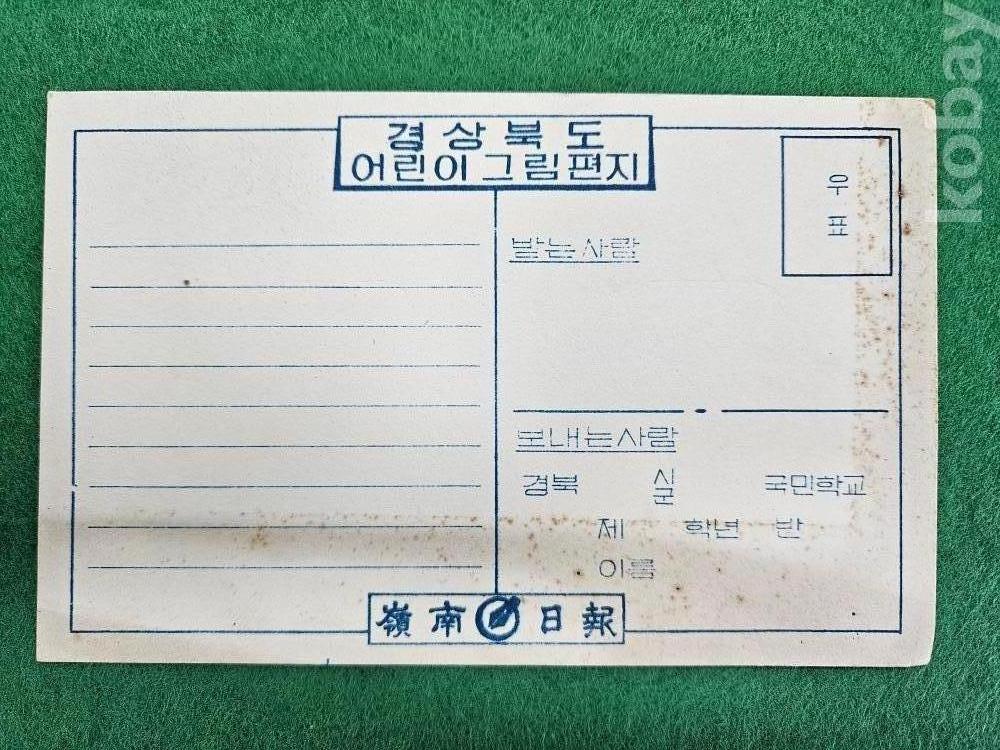 경상북도
어린이그림편지
우표
받는사람
보내는사람
경북 시군 국민학교
제 학년 반
이름
嶺南日報
kobay